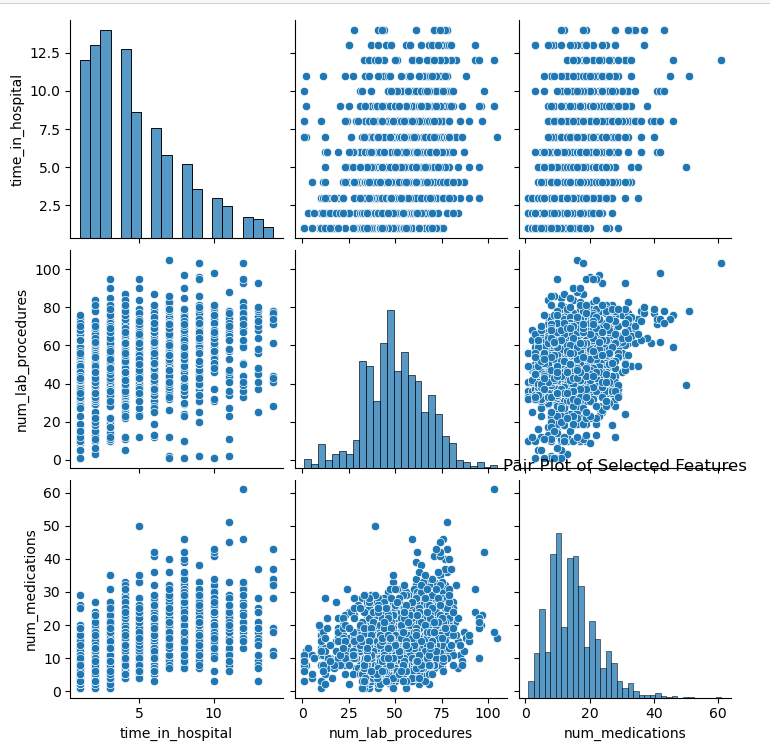 12.5
10.0
7.5
5.0
2.5
time_in_hospital
100
80
60
40
20
0
num_lab_procedures
Pair Plot of Selected Features
60
50
40
30
20
10
0
num_medications
5 10
time_in_hospital
0 25 50 75 100
num_lab_procedures
0 20 40 60
num_medications